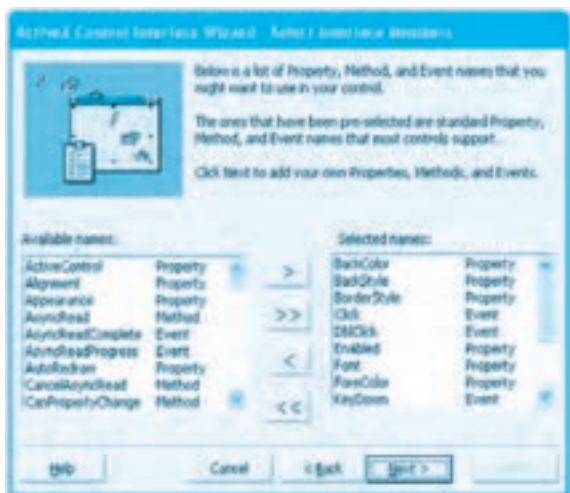 ActiveX Control Interface Wizard - Select Interface Members
Below is a list of Property, Method, and Event names that you
might want to use in your control.
The ones that have been pre-selected are standard Property,
Method, and Event names that most controls support.
Click Next to add your own Properties, Methods, and Events.
Available names:
ActiveControl Property
Alignment Property
Appearance Property
AsyncRead Method
AsyncReadComplete Event
AsyncReadProgress Event
AutoRedraw Property
CancelAsyncRead Method
CanPropertyChange Method
>
>>
<
<<
Selected names:
BackColor Property
BackStyle Property
BorderStyle Property
Click Event
DblClick Event
Enabled Property
Font Property
ForeColor Property
KeyDown Event
Help Cancel < Back Next >